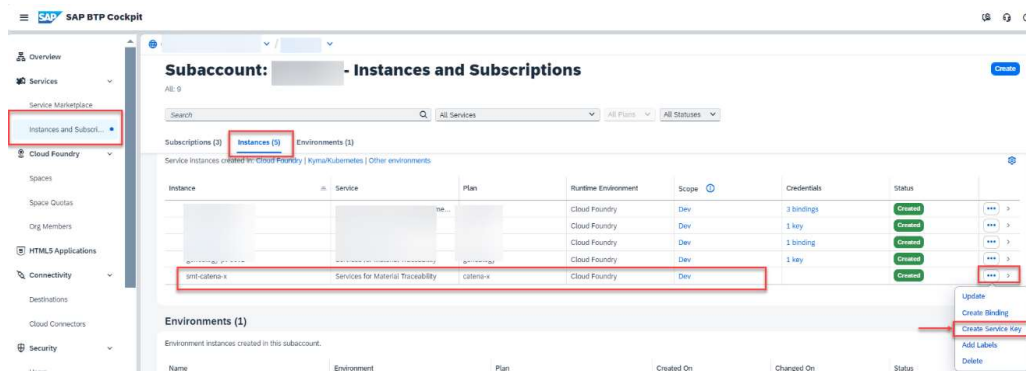 SAP SAP BTP Cockpit
Overview
Services
Service Marketplace
Instances and Subscri...
Cloud Foundry
Spaces
Space Quotas
Org Members
HTML5 Applications
Connectivity
Destinations
Cloud Connectors
Security
/
Subaccount: - Instances and Subscriptions
Create
Search
All Services
All Plans
All Statuses
Subscriptions (3) Instances (5) Environments (1)
Service instances created in: Cloud Foundry | Kyma/Kubernetes | Other environments
Instance Service Plan Runtime Environment Scope Credentials Status
Cloud Foundry Dev 3 bindings Created
Cloud Foundry Dev 1 key Created
Cloud Foundry Dev 1 binding Created
Cloud Foundry Dev 1 key Created
smt-catena-x Services for Material Traceability catena-x Cloud Foundry Dev Created
Update
Create Binding
Create Service Key
Add Labels
Delete
Environments (1)
Environment instances created in this subaccount.
Name Environment Plan Created On Changed On Status